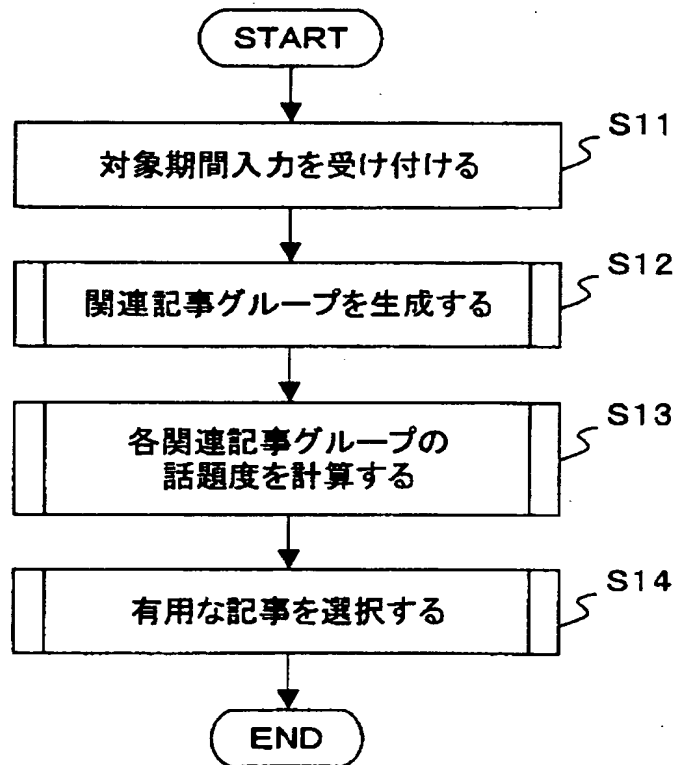 START
対象期間入力を受け付ける
S11
関連記事グループを生成する
S12
各関連記事グループの
話題度を計算する
S13
有用な記事を選択する
S14
END